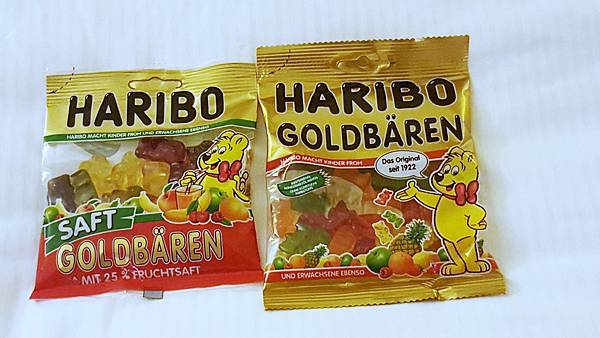 HARIBO
HARIBO MACHT KINDER FROH UND ERWACHSENE EBENSO
SAFT
GOLDBÄREN
MIT 25 % FRUCHTSAFT
HARIBO
GOLDBÄREN
HARIBO MACHT KINDER FROH
Das Original
seit 1922
UND ERWACHSENE EBENSO